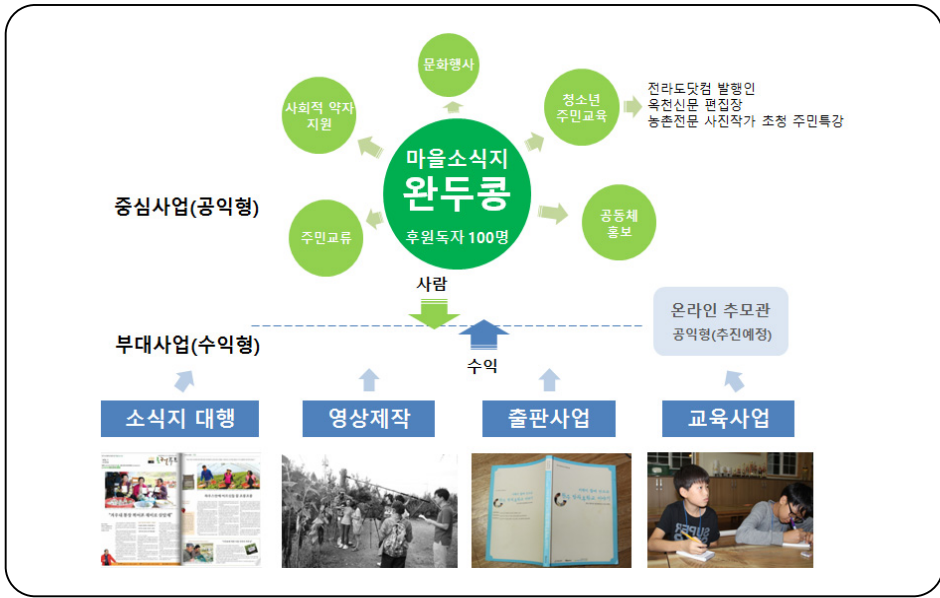 문화행사
사회적 약자
지원
청소년
주민교육
전라도닷컴 발행인
옥천신문 편집장
농촌전문 사진작가 초청 주민특강
마을소식지
완두콩
후원독자 100명
중심사업(공익형)
주민교류
공동체
홍보
사람
온라인 추모관
공익형(추진예정)
부대사업(수익형)
수익
소식지 대행
영상제작
출판사업
교육사업